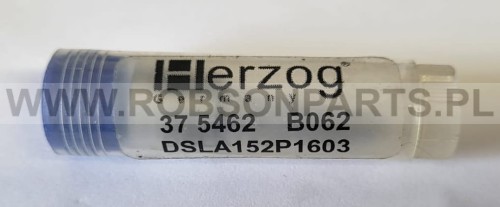 Herzog
Germany
WWW.ROBSONPARTS.PL
37 5462 B062
DSLA152P1603